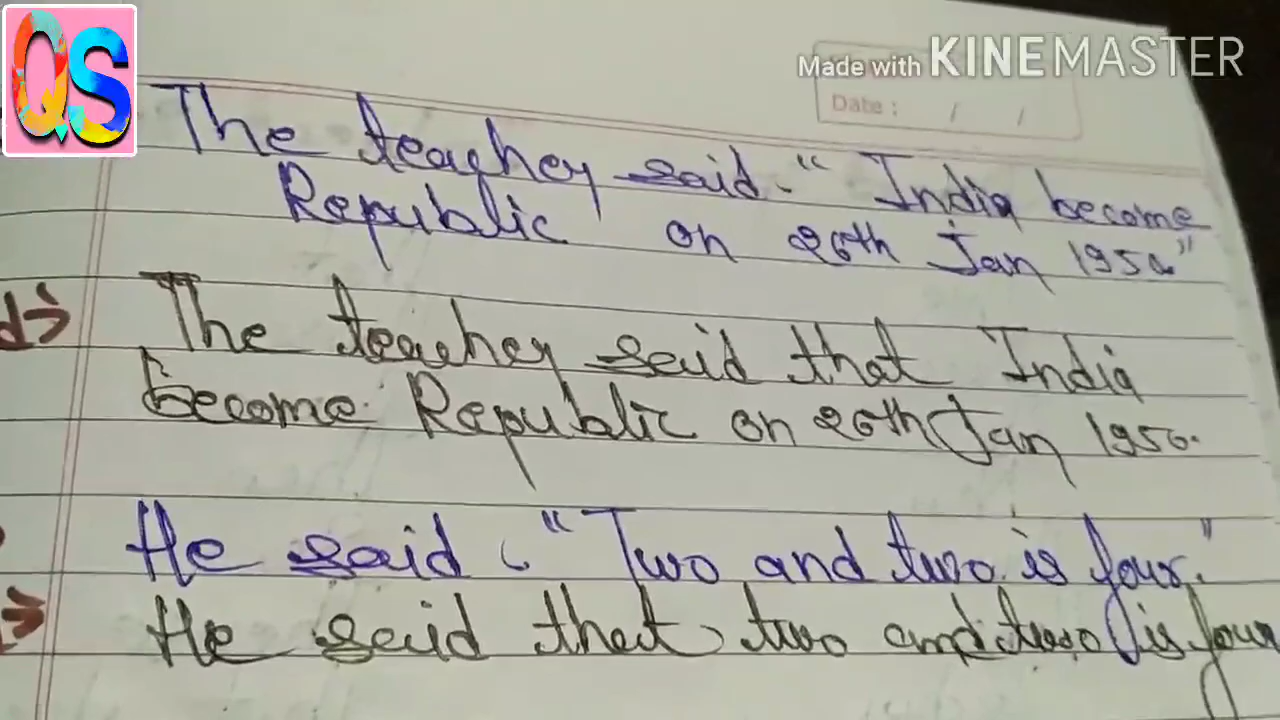 QS
Made with KINEMASTER
Date : / /
The teacher said. “ India become
Republic on 26th Jan 1950”
The teacher said that India
become Republic on 26th Jan 1950.
He said , “ Two and two is four.”
He said that two and two is four